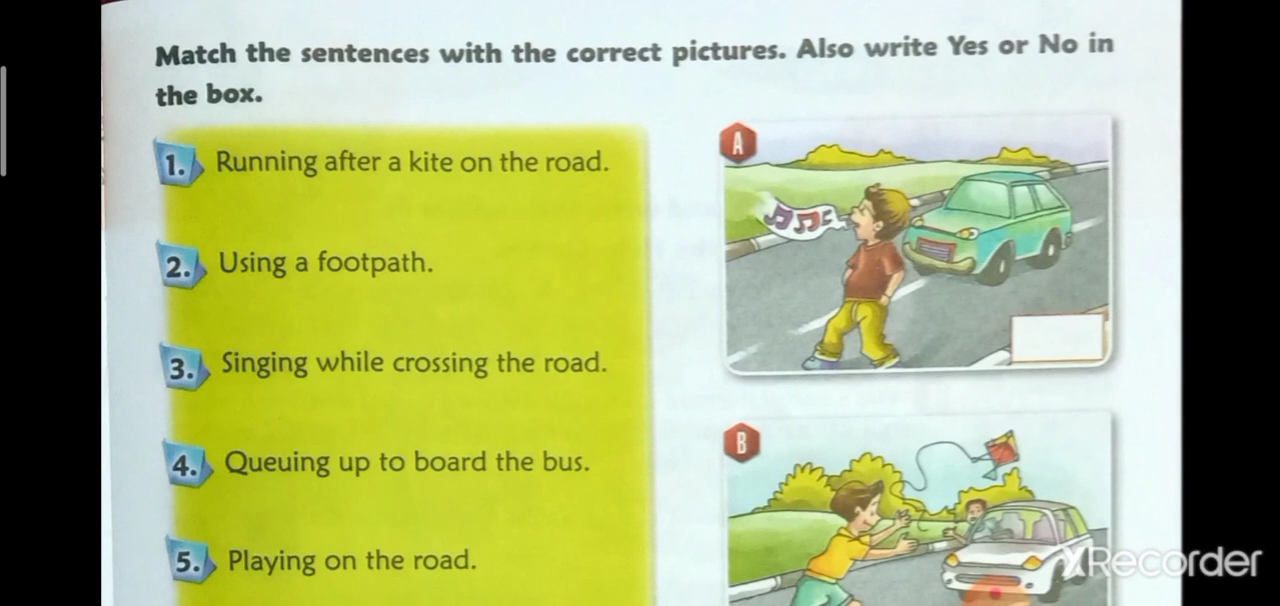 Match the sentences with the correct pictures. Also write Yes or No in
the box.
1. Running after a kite on the road.
2. Using a footpath.
3. Singing while crossing the road.
4. Queuing up to board the bus.
5. Playing on the road.
A
B
XRecorder